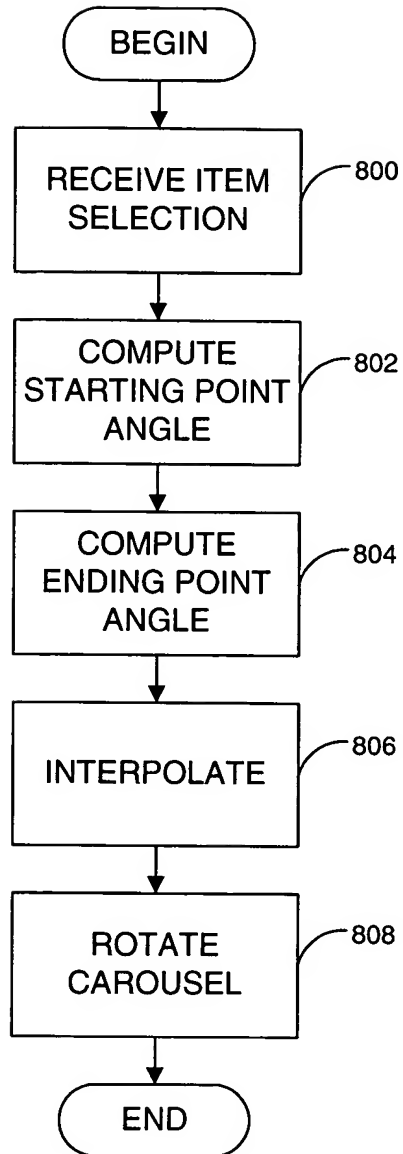 BEGIN
RECEIVE ITEM
SELECTION
800
COMPUTE
STARTING POINT
ANGLE
802
COMPUTE
ENDING POINT
ANGLE
804
INTERPOLATE
806
ROTATE
CAROUSEL
808
END